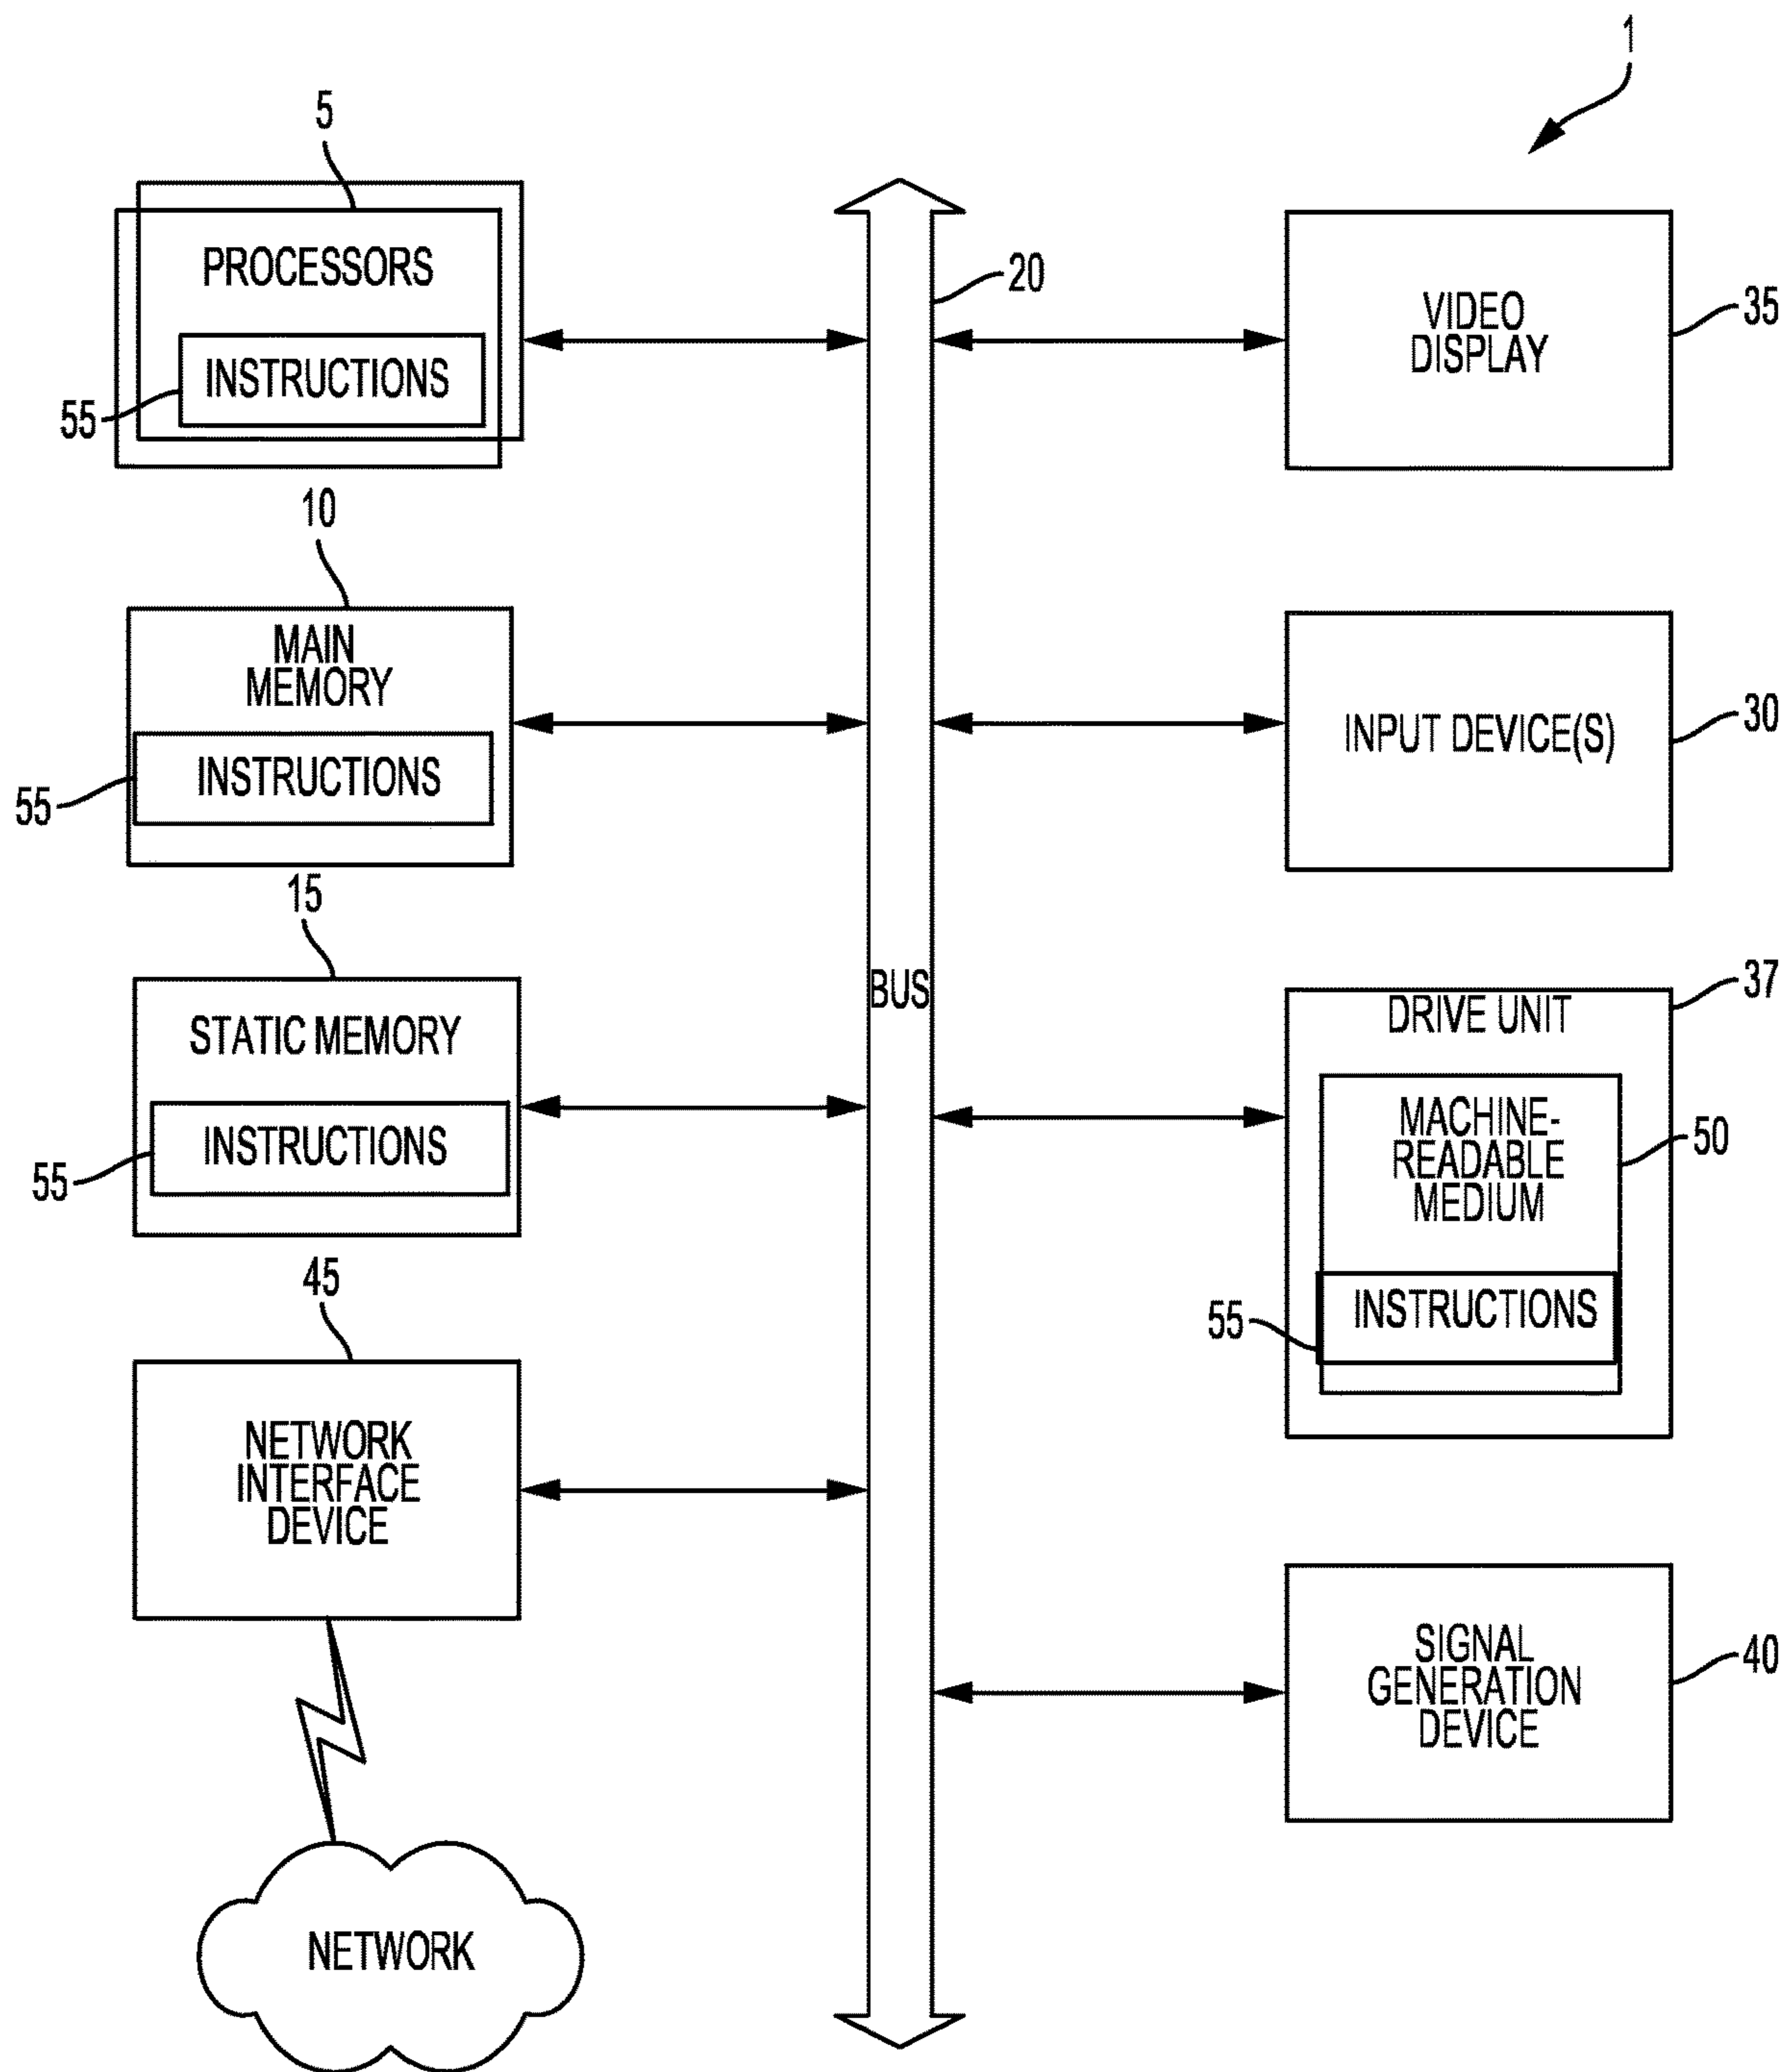 1
5
PROCESSORS
INSTRUCTIONS
55
10
MAIN
MEMORY
INSTRUCTIONS
55
15
STATIC MEMORY
INSTRUCTIONS
55
45
NETWORK
INTERFACE
DEVICE
NETWORK
20
BUS
VIDEO
DISPLAY
35
INPUT DEVICE(S)
30
37
DRIVE UNIT
MACHINE-
READABLE
MEDIUM
50
INSTRUCTIONS
55
SIGNAL
GENERATION
DEVICE
40